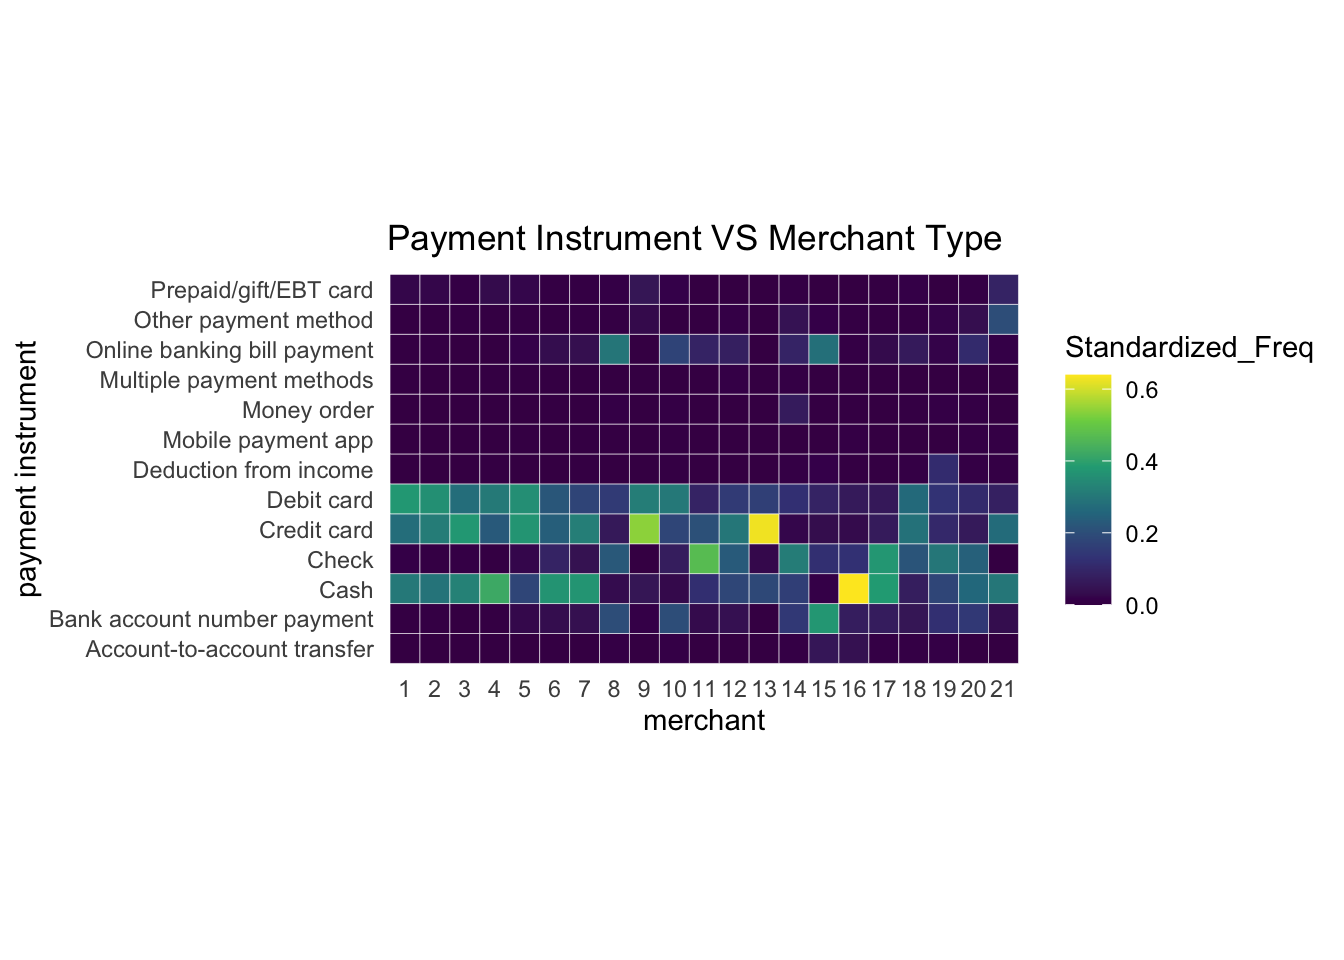 Payment Instrument VS Merchant Type
payment instrument
Prepaid/gift/EBT card
Other payment method
Online banking bill payment
Multiple payment methods
Money order
Mobile payment app
Deduction from income
Debit card
Credit card
Check
Cash
Bank account number payment
Account-to-account transfer
1 2 3 4 5 6 7 8 9 10 11 12 13 14 15 16 17 18 19 20 21
merchant
Standardized_Freq
0.6
0.4
0.2
0.0